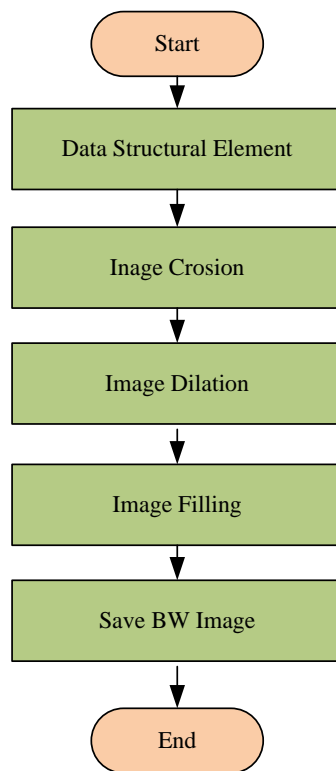 Start
Data Structural Element
Inage Crosion
Image Dilation
Image Filling
Save BW Image
End